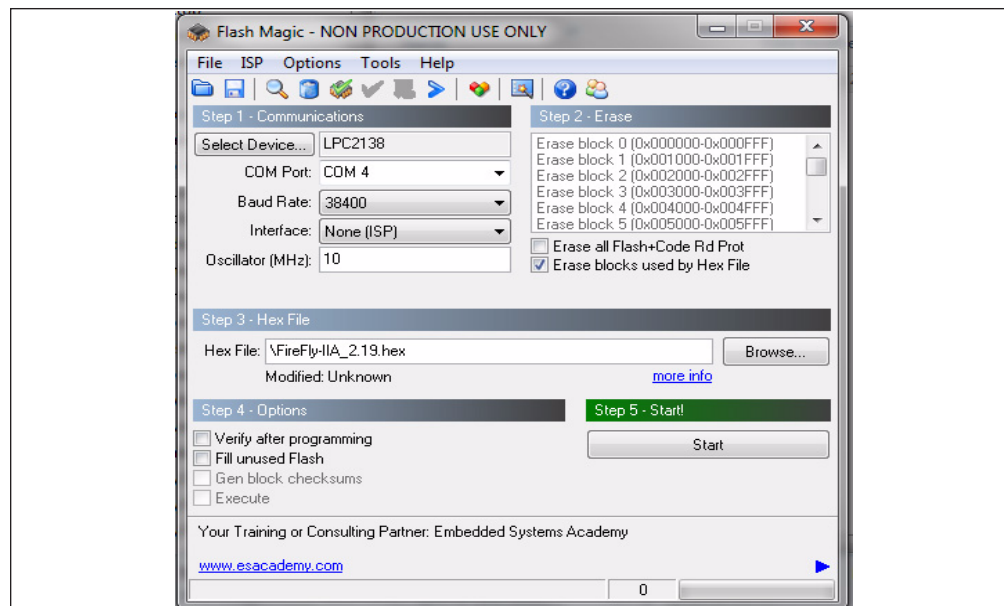 Flash Magic - NON PRODUCTION USE ONLY
File ISP Options Tools Help
Step 1 - Communications
Select Device... LPC2138
COM Port: COM 4
Baud Rate: 38400
Interface: None (ISP)
Oscillator (MHz): 10
Step 2 - Erase
Erase block 0 (0x000000-0x000FFF)
Erase block 1 (0x001000-0x001FFF)
Erase block 2 (0x002000-0x002FFF)
Erase block 3 (0x003000-0x003FFF)
Erase block 4 (0x004000-0x004FFF)
Erase block 5 (0x005000-0x005FFF)
Erase all Flash+Code Rd Prot
Erase blocks used by Hex File
Step 3 - Hex File
Hex File: \FireFly-IIA_2.19.hex Browse...
Modified: Unknown more info
Step 4 - Options
Verify after programming
Fill unused Flash
Gen block checksums
Execute
Step 5 - Start!
Start
Your Training or Consulting Partner: Embedded Systems Academy
www.esacademy.com
0